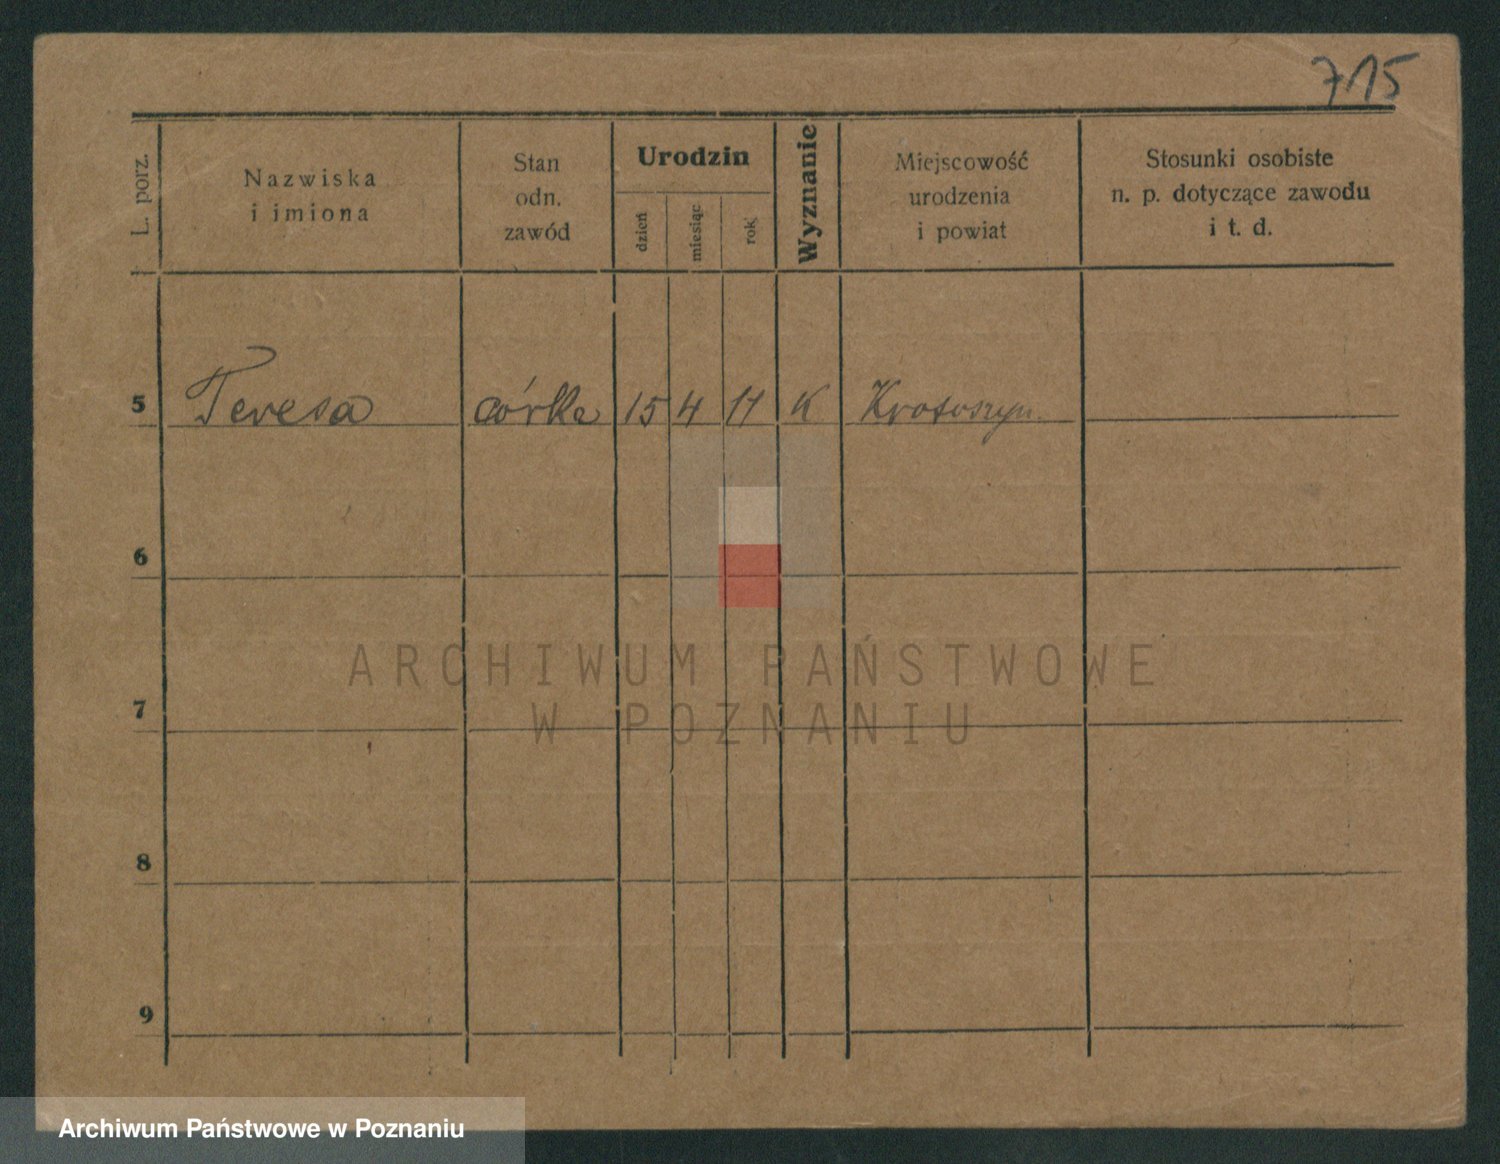 715
L. porz.
Nazwiska
i imiona
Stan
odn.
zawód
Urodzin
dzień
miesiąc
rok
Wyznanie
Miejscowość
urodzenia
i powiat
Stosunki osobiste
n. p. dotyczące zawodu
i t. d.
5 Teresa córka 15 4 11 K Krotoszyn
6
7
8
9
ARCHIWUM PAŃSTWOWE
W POZNANIU
Archiwum Państwowe w Poznaniu